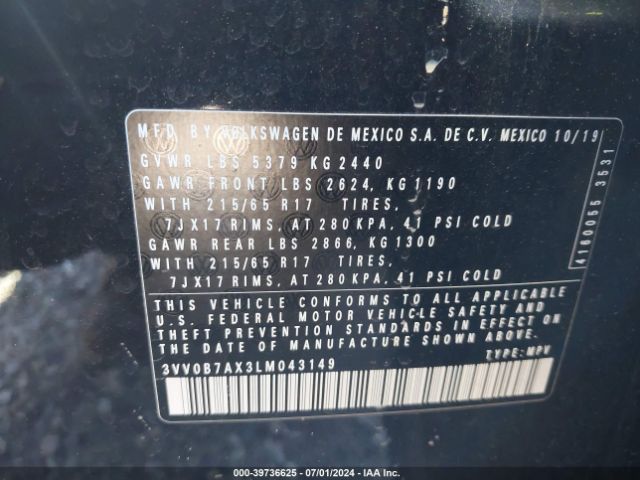 MFD BY VOLKSWAGEN DE MEXICO S.A. DE C.V. MEXICO 10/19
GVWR LBS 5379 KG 2440
GAWR FRONT LBS 2624, KG 1190
WITH 215/65 R17 TIRES,
7JX17 RIMS, AT 280 KPA, 41 PSI COLD
GAWR REAR LBS 2866, KG 1300
WITH 215/65 R17 TIRES,
7JX17 RIMS, AT 280 KPA, 41 PSI COLD
4160055 3531
THIS VEHICLE CONFORMS TO ALL APPLICABLE
U.S. FEDERAL MOTOR VEHICLE SAFETY AND
THEFT PREVENTION STANDARDS IN EFFECT ON
THE DATE OF MANUFACTURE SHOWN ABOVE.
3VV0B7AX3LM043149 TYPE: MPV
000-39736625 / 07/01/2024 - IAA Inc.